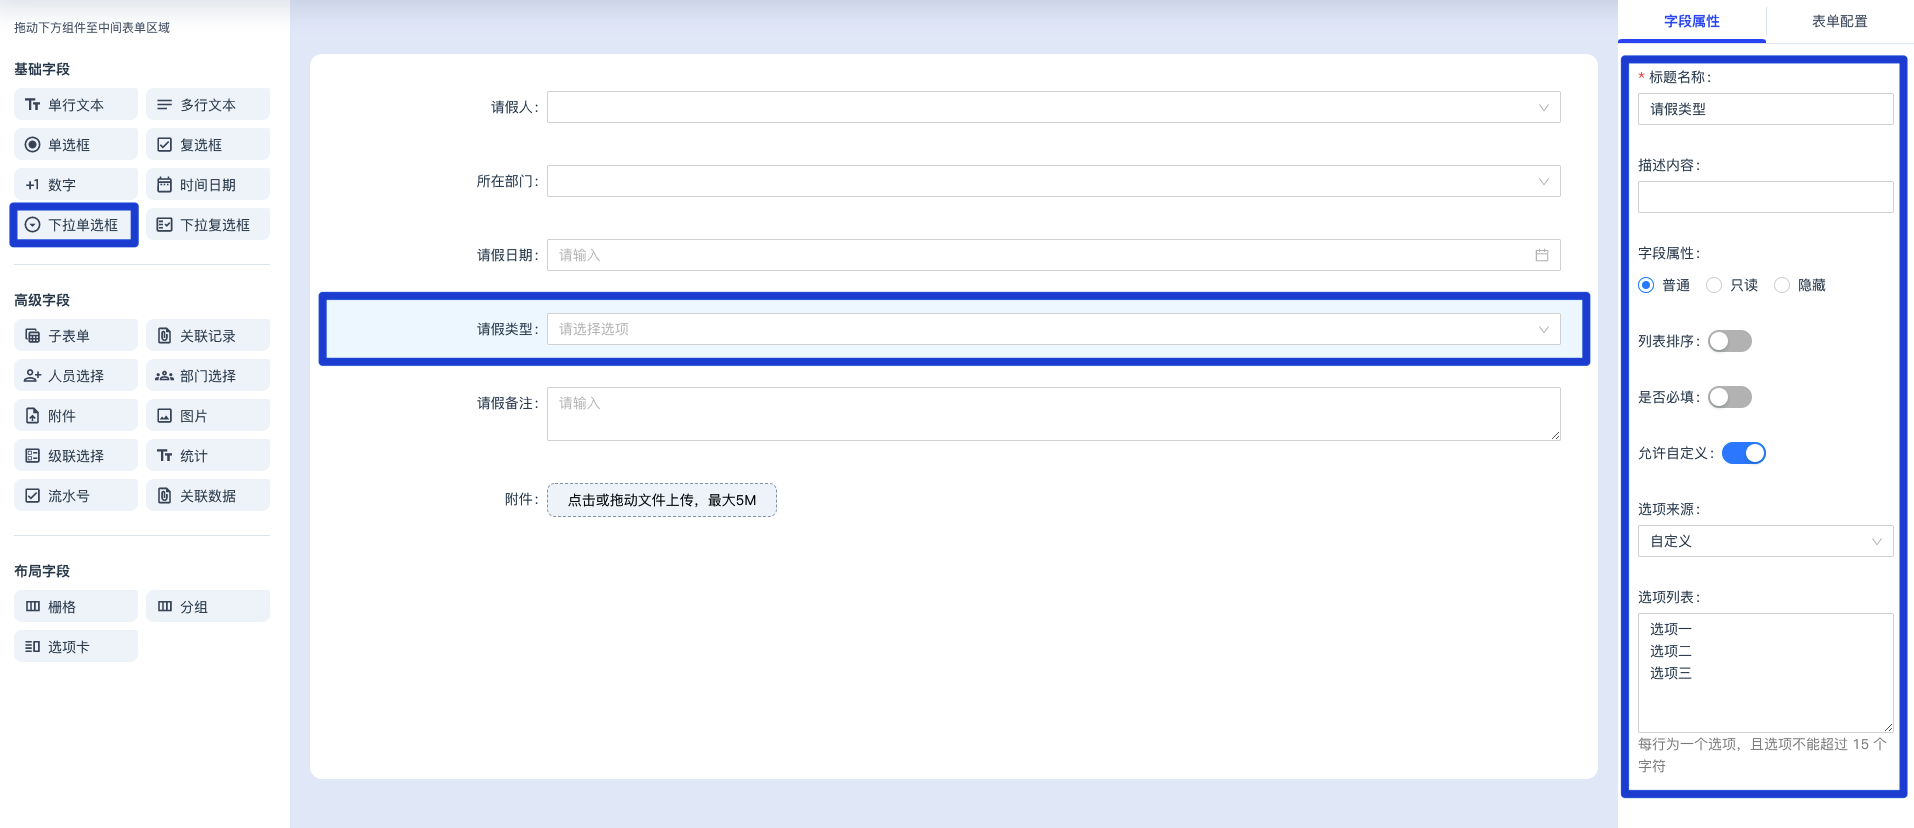 拖动下方组件至中间表单区域
基础字段
单行文本
多行文本
单选框
复选框
+1 数字
时间日期
下拉单选框
下拉复选框
高级字段
子表单
关联记录
人员选择
部门选择
附件
图片
级联选择
Tт 统计
流水号
关联数据
布局字段
栅格
分组
选项卡
请假人:
所在部门:
请假日期: 请输入
请假类型: 请选择选项
请假备注: 请输入
附件: 点击或拖动文件上传，最大5M
字段属性
表单配置
* 标题名称:
请假类型
描述内容:
字段属性:
普通 只读 隐藏
列表排序:
是否必填:
允许自定义:
选项来源:
自定义
选项列表:
选项一
选项二
选项三
每行为一个选项，且选项不能超过 15 个
字符